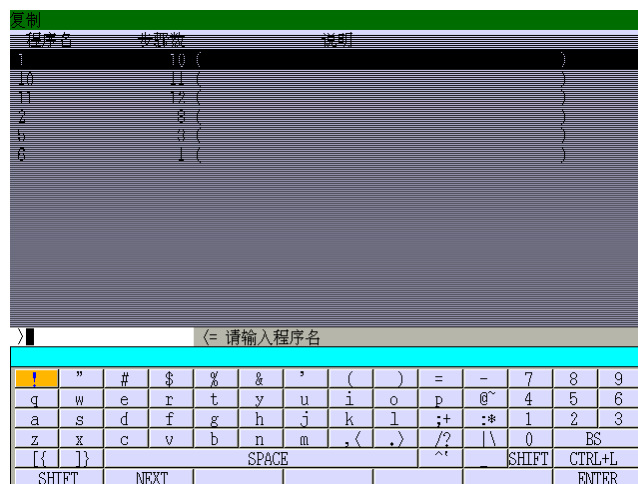 复制
程序名 步骤数 说明
1 10 ( )
10 11 ( )
11 12 ( )
2 8 ( )
5 3 ( )
6 1 ( )
〉 〈= 请输入程序名
! ” # $ % & ’ ( ) = - 7 8 9
q w e r t y u i o p @~ 4 5 6
a s d f g h j k l ;+ :* 1 2 3
z x c v b n m ,〈 .〉 /? |\ 0 BS
[{ ]} SPACE ^‘ _ SHIFT CTRL+L
SHIFT NEXT ENTER